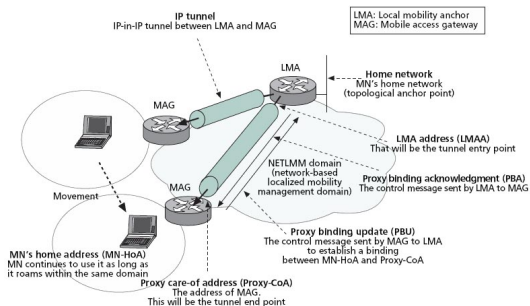 IP tunnel
IP-in-IP tunnel between LMA and MAG
LMA: Local mobility anchor
MAG: Mobile access gateway
LMA
Home network
MN's home network
(topological anchor point)
MAG
LMA address (LMAA)
That will be the tunnel entry point
NETLMM domain
(network-based
localized mobility
management domain)
Proxy binding acknowledgment (PBA)
The control message sent by LMA to MAG
MAG
Movement
Proxy binding update (PBU)
The control message sent by MAG to LMA
to establish a binding
between MN-HoA and Proxy-CoA
MN's home address (MN-HoA)
MN continues to use it as long as
it roams within the same domain
Proxy care-of address (Proxy-CoA)
The address of MAG.
This will be the tunnel end point